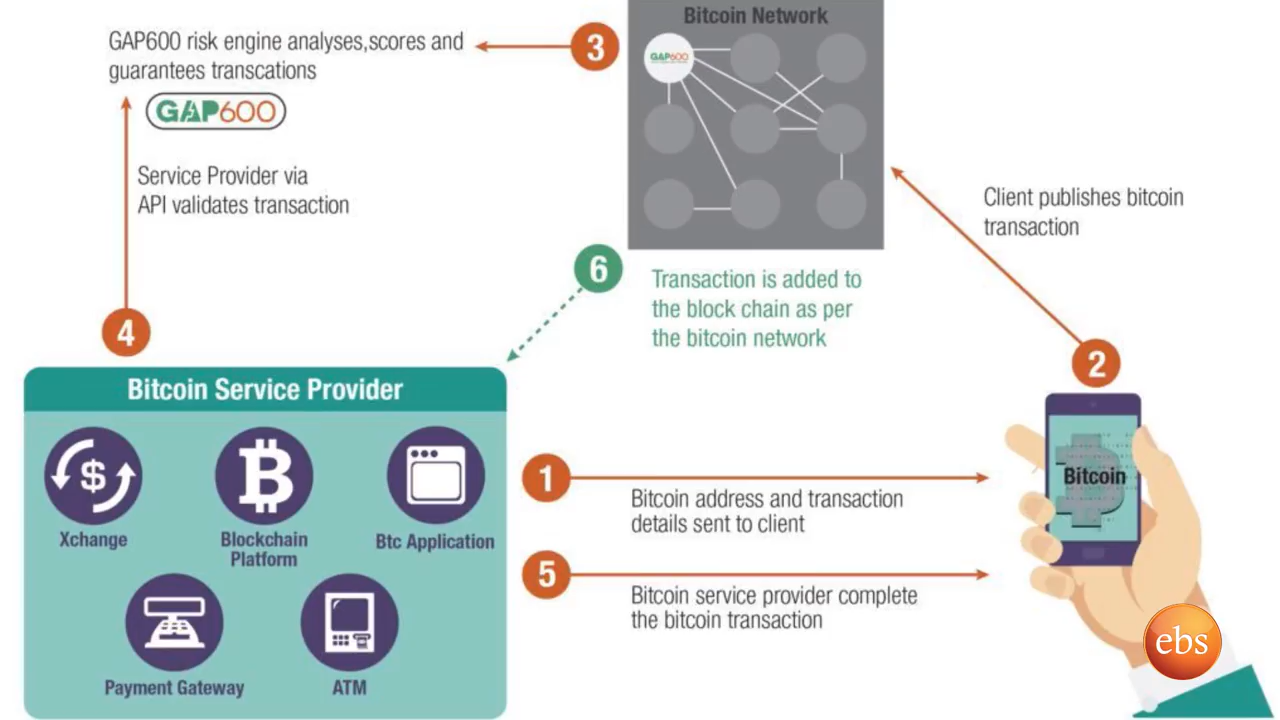 Bitcoin Network
GAP600
3
GAP600 risk engine analyses,scores and
guarantees transcations
GAP600
Service Provider via
API validates transaction
Client publishes bitcoin
transaction
6
Transaction is added to
the block chain as per
the bitcoin network
4
2
Bitcoin Service Provider
Xchange
Blockchain
Platform
Btc Application
Payment Gateway
ATM
1
Bitcoin address and transaction
details sent to client
5
Bitcoin service provider complete
the bitcoin transaction
Bitcoin
ebs